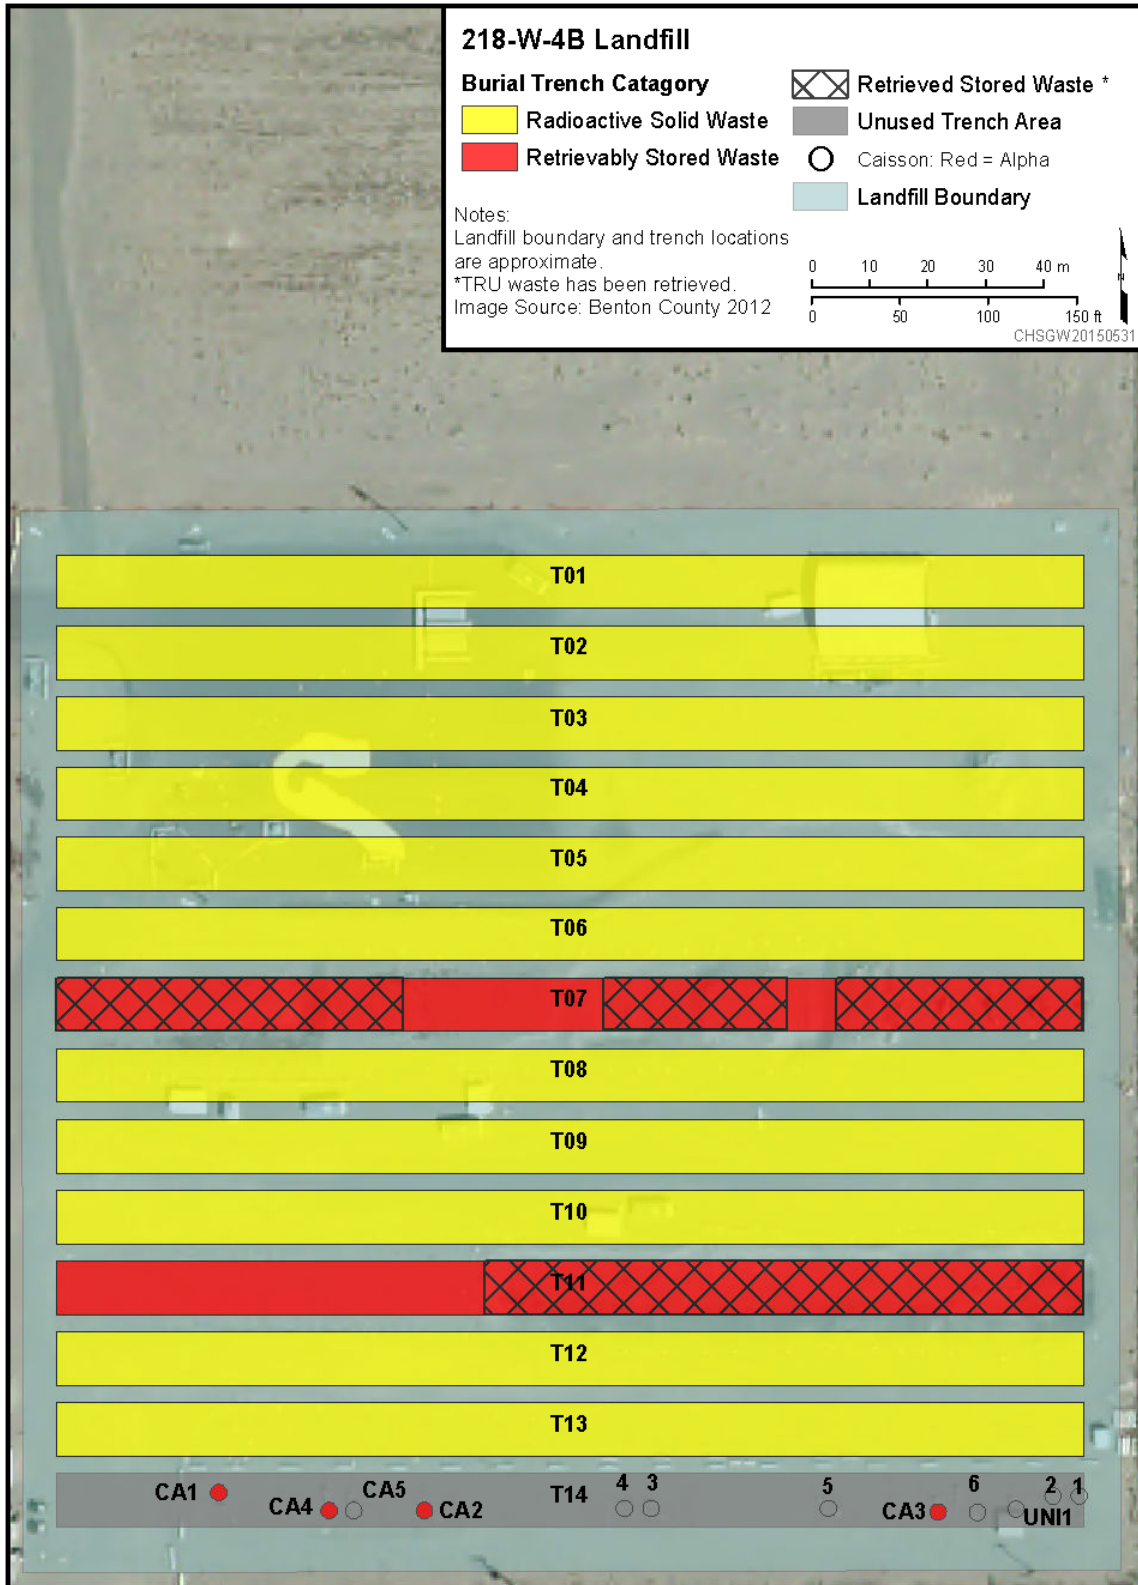 218-W-4B Landfill
Burial Trench Catagory
Radioactive Solid Waste
Retrievably Stored Waste
Retrieved Stored Waste *
Unused Trench Area
Caisson: Red = Alpha
Landfill Boundary
Notes:
Landfill boundary and trench locations
are approximate.
*TRU waste has been retrieved.
Image Source: Benton County 2012
0 10 20 30 40 m
0 50 100 150 ft
N
CHSGW20150531
T01
T02
T03
T04
T05
T06
T07
T08
T09
T10
T11
T12
T13
CA1 CA4 CA5 CA2 T14 4 3 5 CA3 6 2 1
UNI1